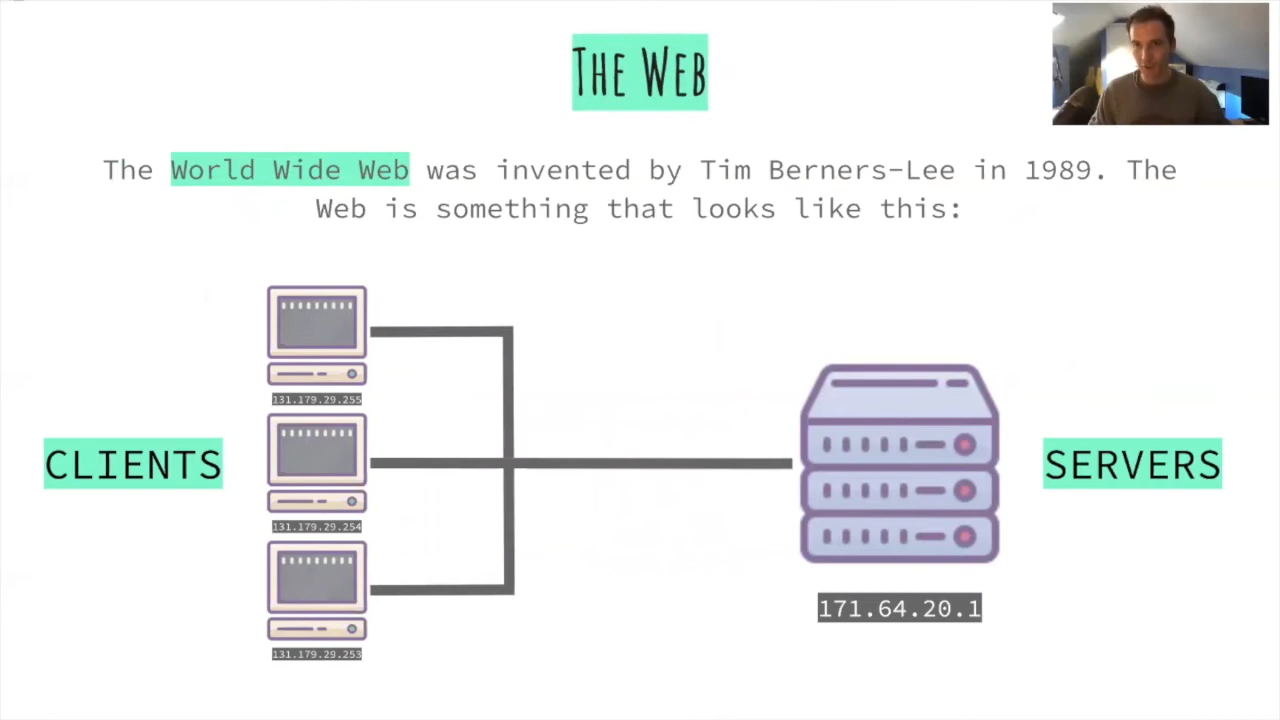 The Web
The World Wide Web was invented by Tim Berners-Lee in 1989. The
Web is something that looks like this:
131.179.29.255
CLIENTS
131.179.29.254
131.179.29.253
SERVERS
171.64.20.1